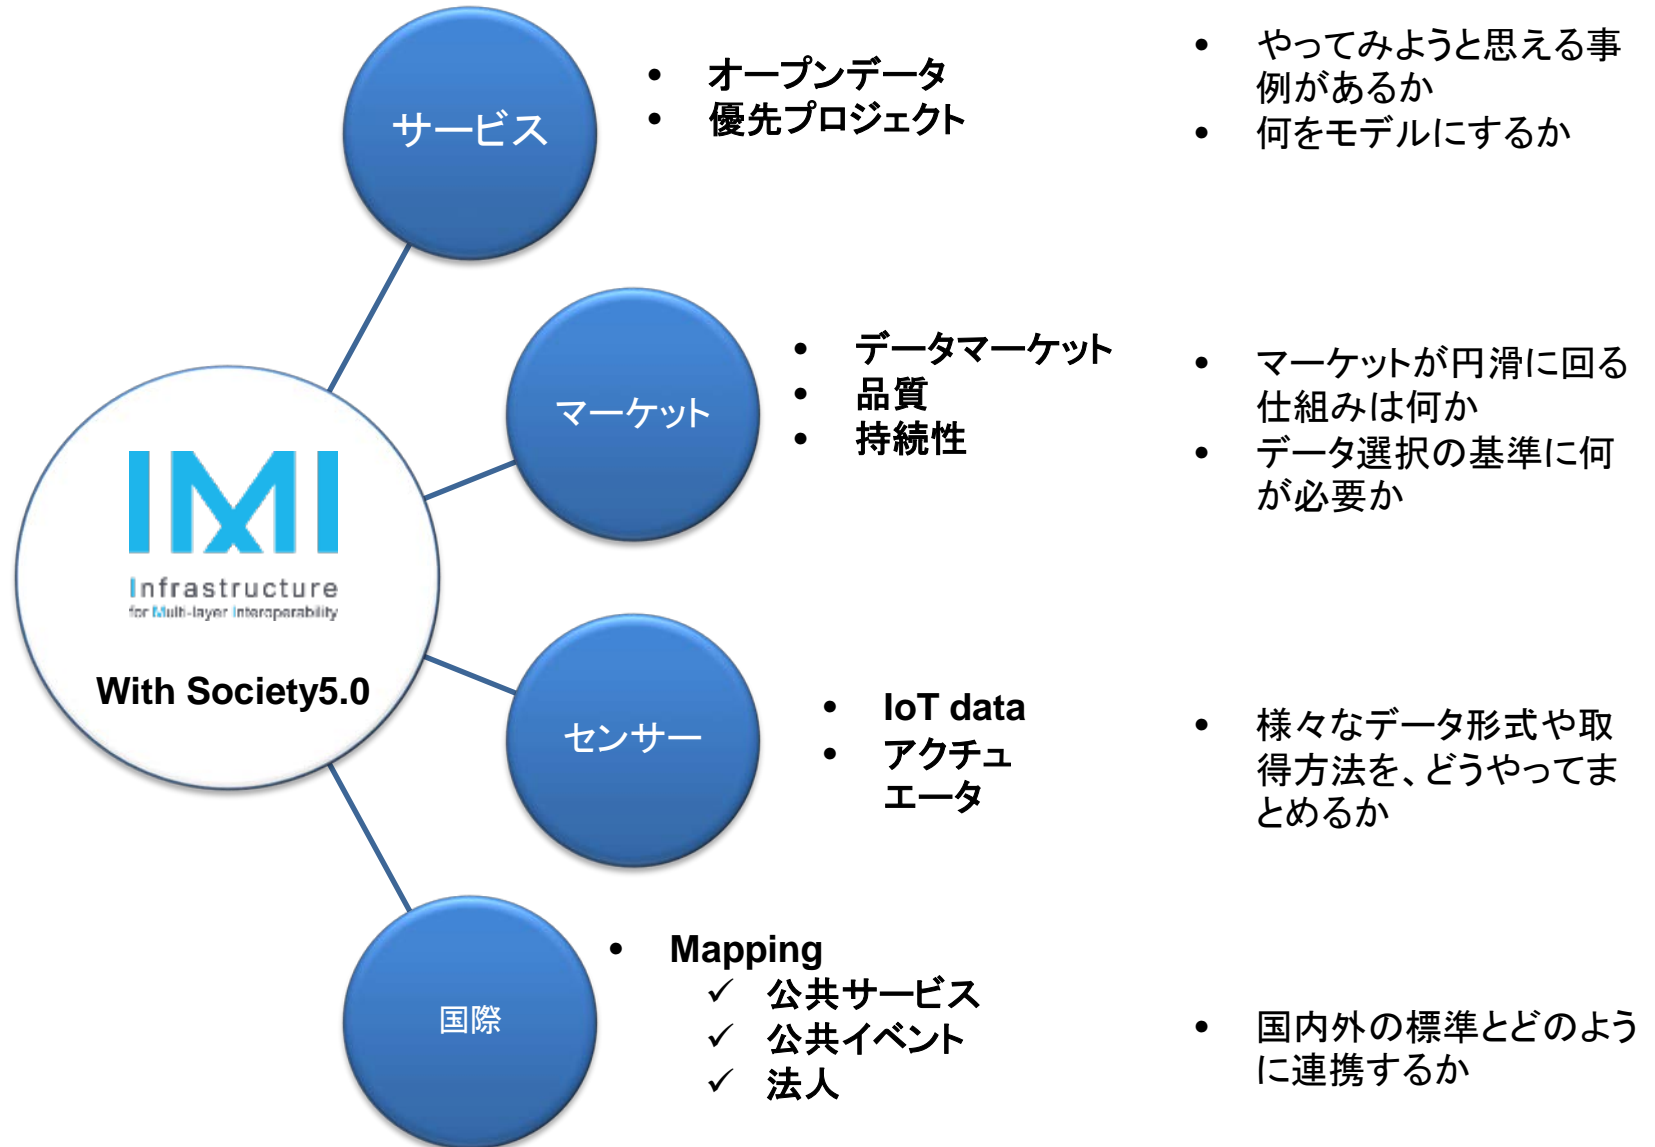 サービス
• オープンデータ
• 優先プロジェクト
• やってみようと思える事
例があるか
• 何をモデルにするか
マーケット
• データマーケット
• 品質
• 持続性
• マーケットが円滑に回る
仕組みは何か
• データ選択の基準に何
が必要か
IMI
Infrastructure
for Multi-layer Interoperability
With Society5.0
センサー
• IoT data
• アクチュ
エータ
• 様々なデータ形式や取
得方法を、どうやってま
とめるか
国際
• Mapping
✓ 公共サービス
✓ 公共イベント
✓ 法人
• 国内外の標準とどのよう
に連携するか